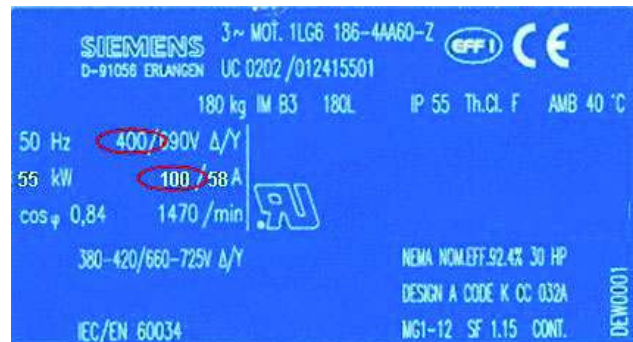 SIEMENS 3~ MOT. 1LG6 186-4AA60-Z EFF 1 CE
D-91056 ERLANGEN UC 0202/012415501
180 kg IM B3 180L IP 55 Th.Cl. F AMB 40 °C
50 Hz 400/690V Δ/Y
55 kW 100/58 A
cosφ 0,84 1470/min
380-420/660-725V Δ/Y NEMA NOM.EFF.92.4% 30 HP
DESIGN A CODE K CC 032A
IEC/EN 60034 MG1-12 SF 1.15 CONT.
DEW0001